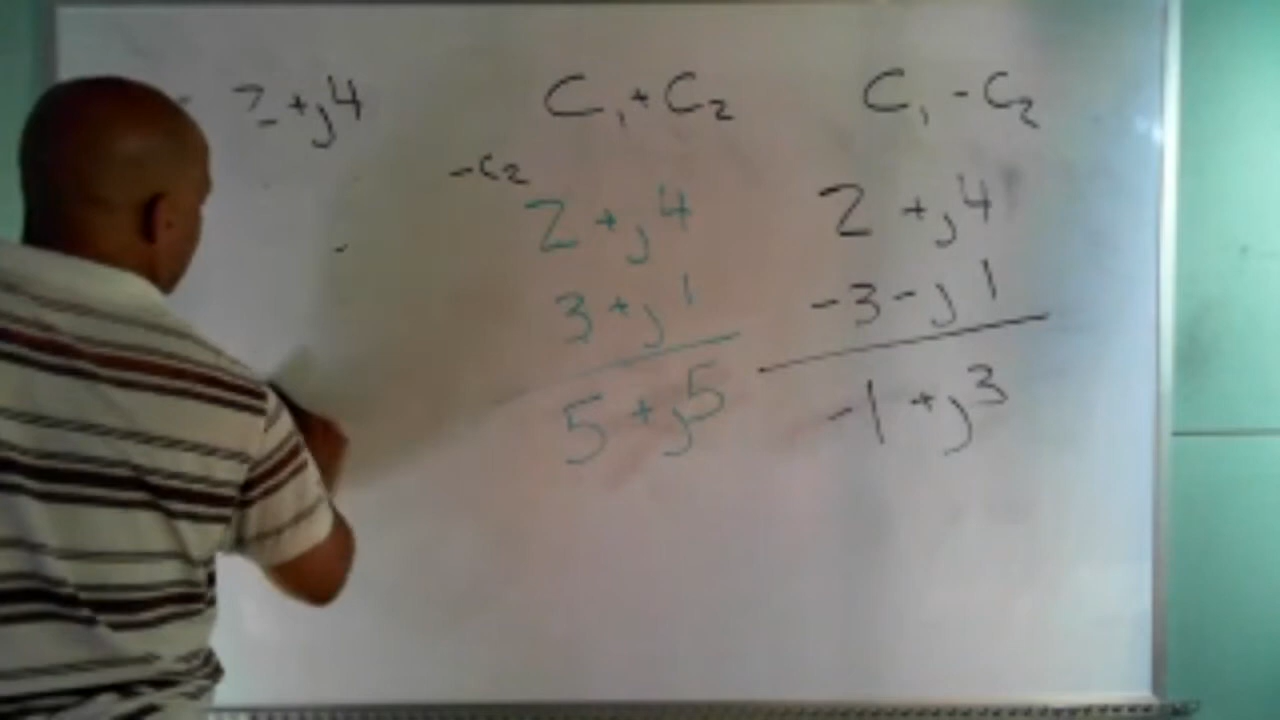 = 2+j4
-C2
C1+C2
2+j4
3+j1
5+j5
C1-C2
2+j4
-3-j1
-1+j3